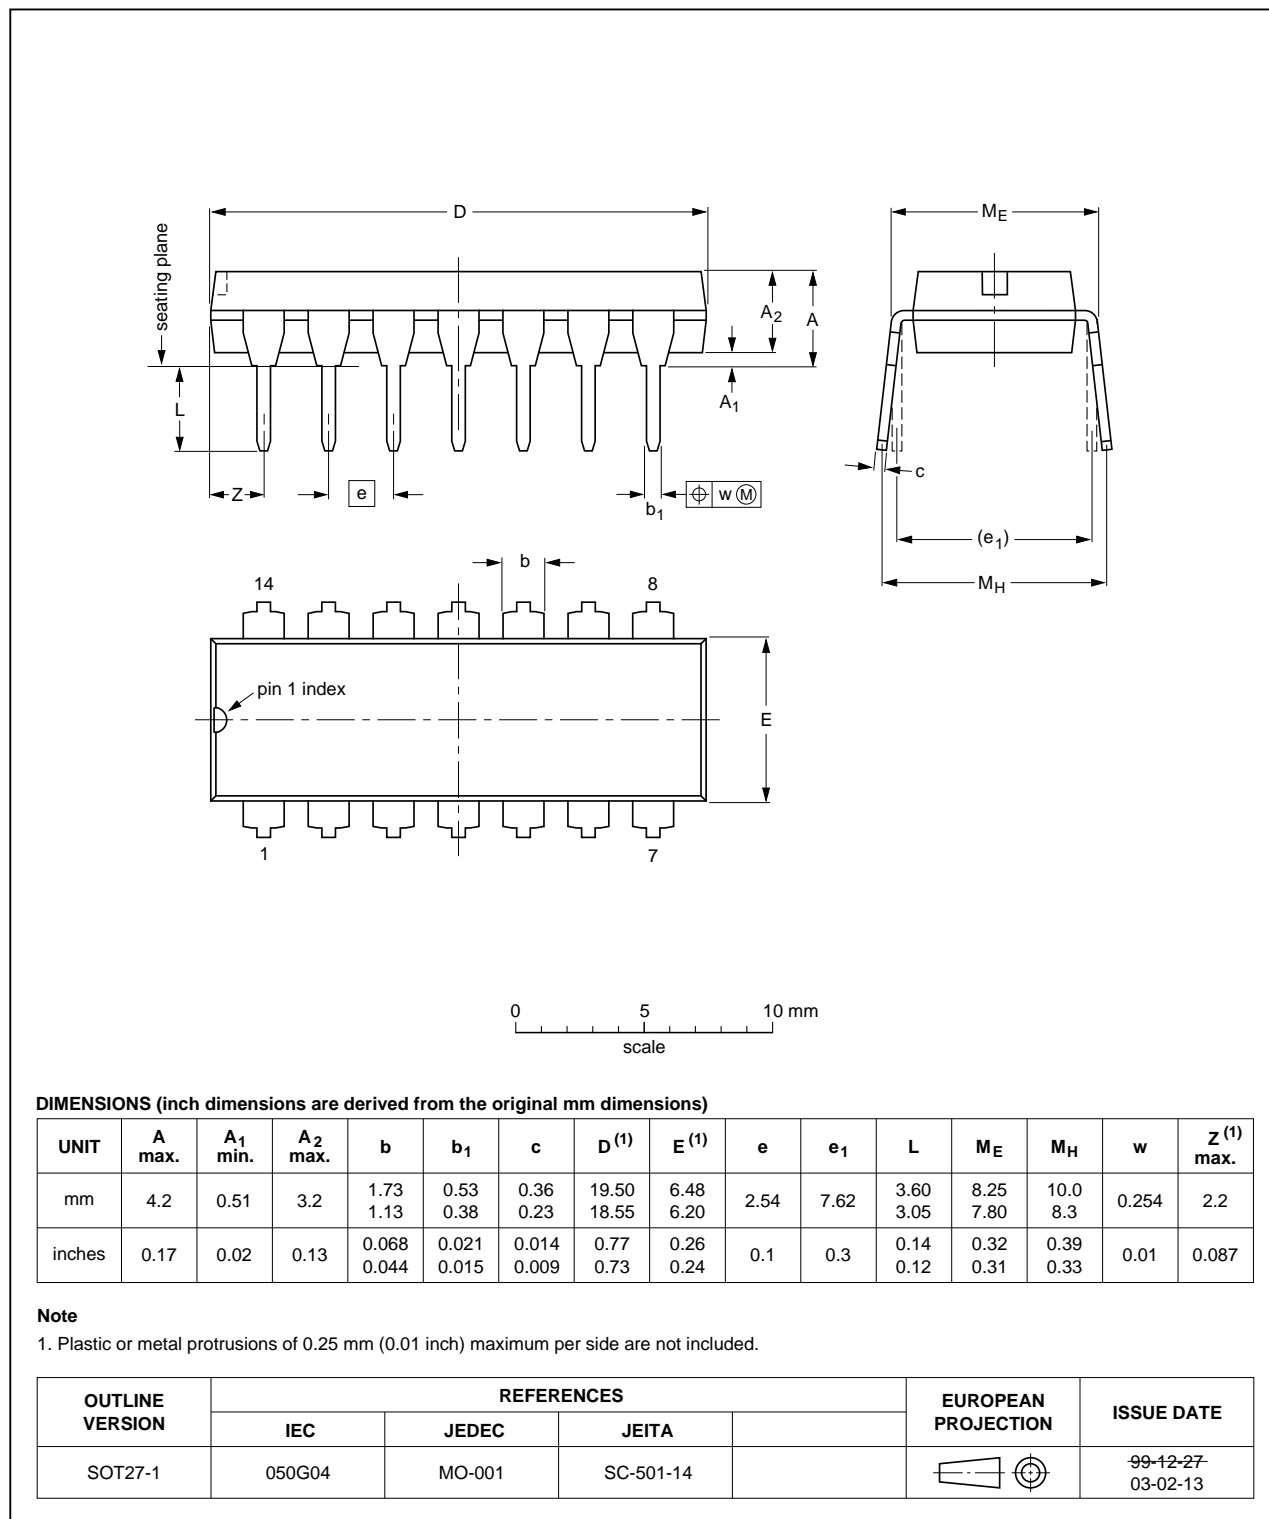 D
ME
seating plane
A2
A
A1
L
c
Z
e
b1
w M
(e1)
MH
b
14
8
pin 1 index
E
1
7
0 5 10 mm
scale
DIMENSIONS (inch dimensions are derived from the original mm dimensions)
UNIT A max. A1 min. A2 max. b b1 c D(1) E(1) e e1 L ME MH w Z(1) max.
mm 4.2 0.51 3.2 1.73 1.13 0.53 0.38 0.36 0.23 19.50 18.55 6.48 6.20 2.54 7.62 3.60 3.05 8.25 7.80 10.0 8.3 0.254 2.2
inches 0.17 0.02 0.13 0.068 0.044 0.021 0.015 0.014 0.009 0.77 0.73 0.26 0.24 0.1 0.3 0.14 0.12 0.32 0.31 0.39 0.33 0.01 0.087
Note
1. Plastic or metal protrusions of 0.25 mm (0.01 inch) maximum per side are not included.
OUTLINE VERSION REFERENCES EUROPEAN PROJECTION ISSUE DATE
IEC JEDEC JEITA
SOT27-1 050G04 MO-001 SC-501-14 99-12-27
03-02-13